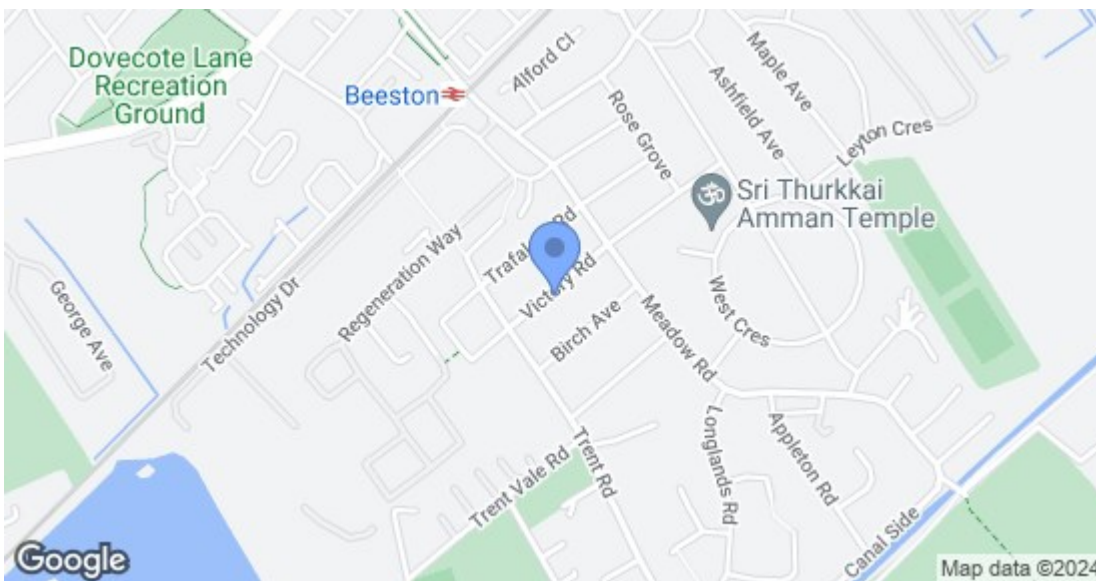 Dovecote Lane
Recreation
Ground
Beeston
Alford Cl
Maple Ave
Ashfield Ave
Rose Grove
Leyton Cres
Sri Thurkkai
Amman Temple
Regeneration Way
Victory Rd
Birch Ave
West Cres
Meadow Rd
George Ave
Technology Dr
Longlands Rd
Appleton Rd
Trent Rd
Trent Vale Rd
Canal Side
Google
Map data ©2024